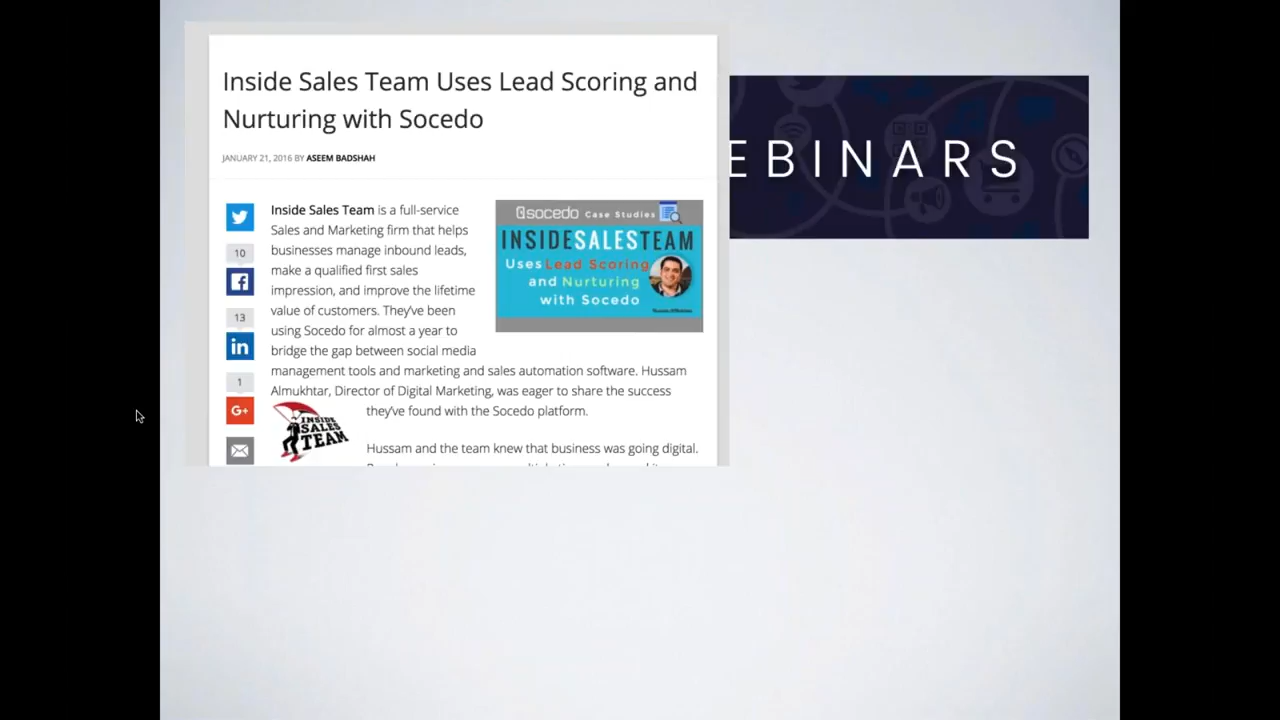 Inside Sales Team Uses Lead Scoring and
Nurturing with Socedo
JANUARY 21, 2016 BY ASEEM BADSHAH
EBINARS
Inside Sales Team is a full-service
Sales and Marketing firm that helps
businesses manage inbound leads,
make a qualified first sales
impression, and improve the lifetime
value of customers. They've been
using Socedo for almost a year to
bridge the gap between social media
management tools and marketing and sales automation software. Hussam
Almukhtar, Director of Digital Marketing, was eager to share the success
they've found with the Socedo platform.
Hussam and the team knew that business was going digital.
10
13
1
G+
socedo Case Studies
INSIDESALESTEAM
Uses Lead Scoring
and Nurturing
with Socedo
INSIDE
SALES
TEAM